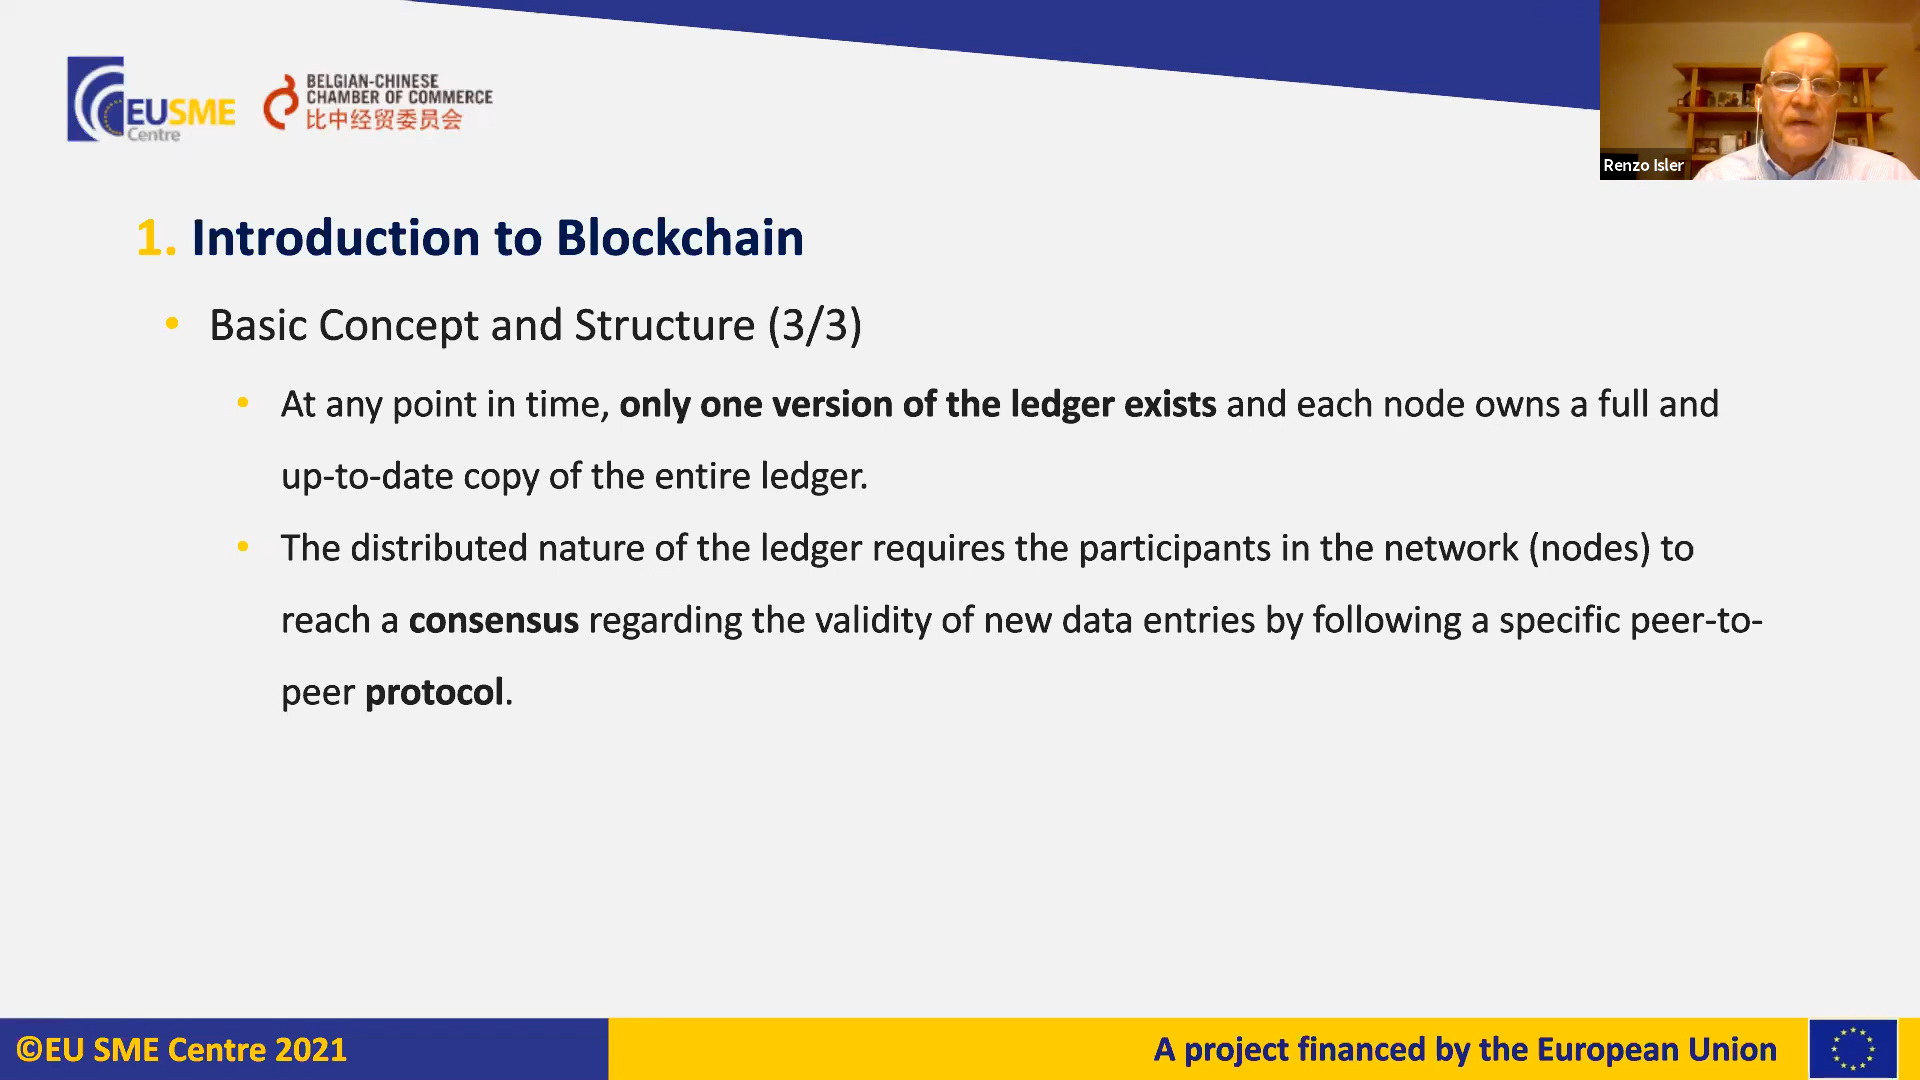 EUSME
Centre
BELGIAN-CHINESE
CHAMBER OF COMMERCE
比中经贸委员会
Renzo Isler
1. Introduction to Blockchain
• Basic Concept and Structure (3/3)
• At any point in time, only one version of the ledger exists and each node owns a full and
up-to-date copy of the entire ledger.
• The distributed nature of the ledger requires the participants in the network (nodes) to
reach a consensus regarding the validity of new data entries by following a specific peer-to-
peer protocol.
©EU SME Centre 2021
A project financed by the European Union